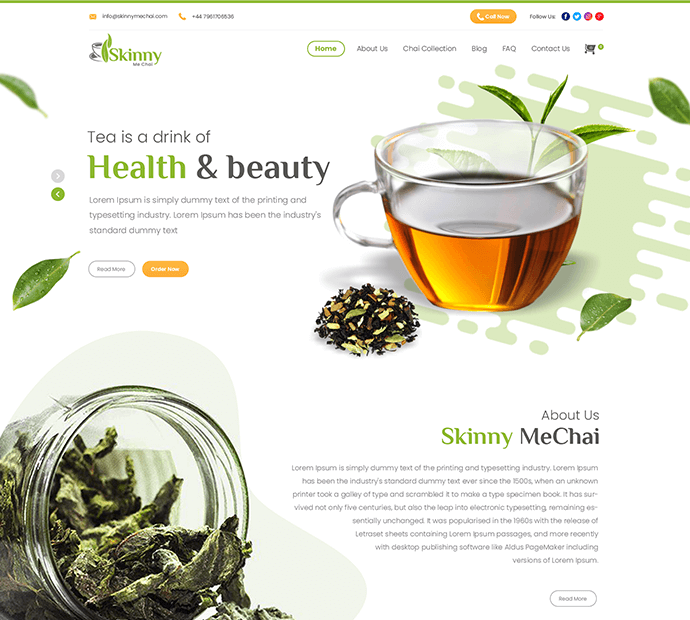 info@skinnymechai.com +44 7961706536 Call Now Follow Us:
Skinny
Me Chai
Home About Us Chai Collection Blog FAQ Contact Us 0
Tea is a drink of
Health & beauty
Lorem Ipsum is simply dummy text of the printing and
typesetting industry. Lorem Ipsum has been the industry's
standard dummy text
Read More Order Now
About Us
Skinny MeChai
Lorem Ipsum is simply dummy text of the printing and typesetting industry. Lorem Ipsum
has been the industry's standard dummy text ever since the 1500s, when an unknown
printer took a galley of type and scrambled it to make a type specimen book. It has sur-
vived not only five centuries, but also the leap into electronic typesetting, remaining es-
sentially unchanged. It was popularised in the 1960s with the release of
Letraset sheets containing Lorem Ipsum passages, and more recently
with desktop publishing software like Aldus PageMaker including
versions of Lorem Ipsum.
Read More